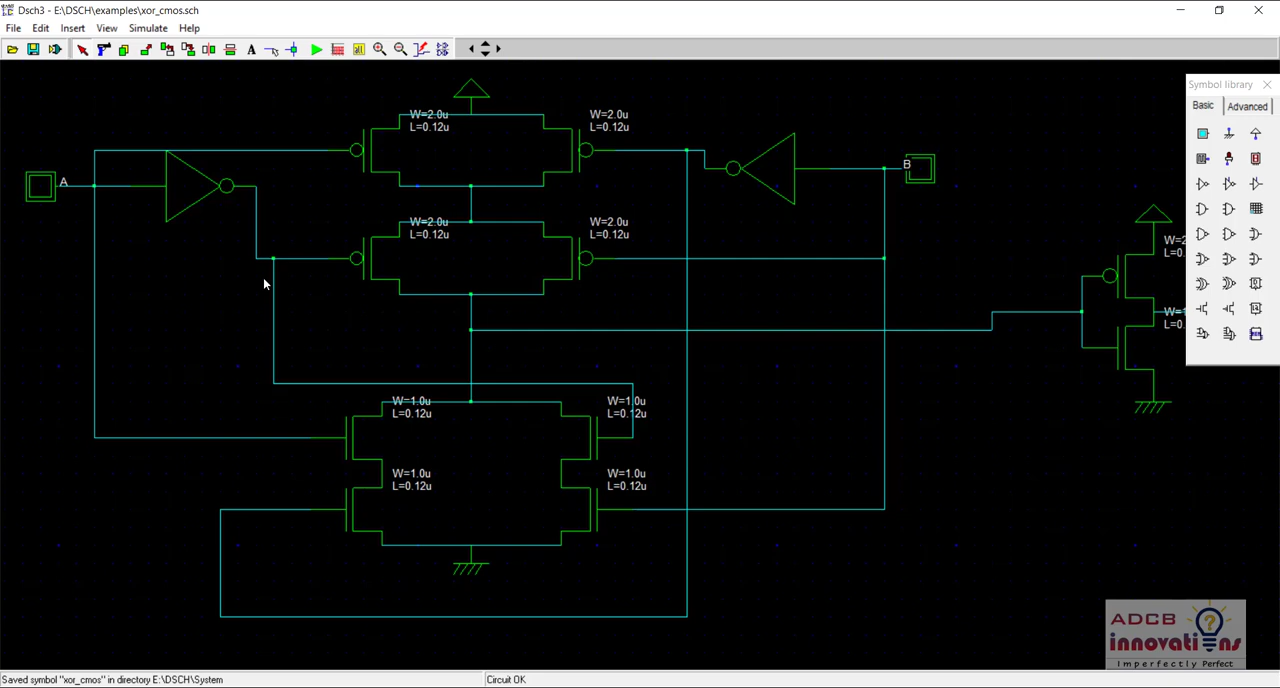 Dsch3 - E:\DSCH\examples\xor_cmos.sch
File Edit Insert View Simulate Help
Symbol library
Basic Advanced
W=2.0u
L=0.12u
W=2.0u
L=0.12u
A
B
W=2.0u
L=0.12u
W=2.0u
L=0.12u
W=1.0u
L=0.12u
W=1.0u
L=0.12u
W=1.0u
L=0.12u
W=1.0u
L=0.12u
ADCB
innovati ns
Imperfectly Perfect
Saved symbol "xor_cmos" in directory E:\DSCH\System
Circuit OK